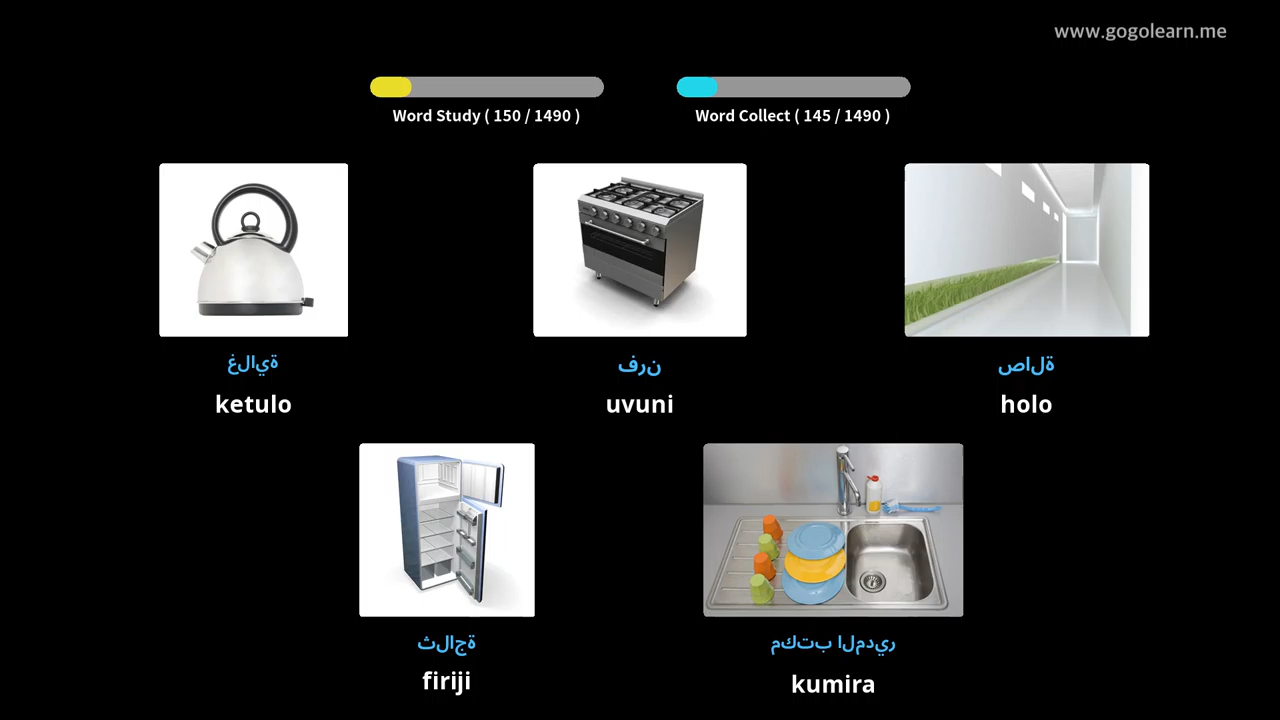 www.gogolearn.me
Word Study ( 150 / 1490 )
Word Collect ( 145 / 1490 )
غلاية
ketulo
فرن
uvuni
صالة
holo
ثلاجة
firiji
مكتب المدير
kumira